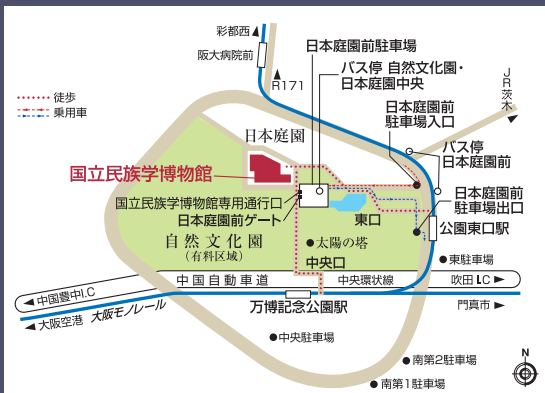 彩都西
阪大病院前
R171
日本庭園前駐車場
バス停 自然文化園・
日本庭園中央
JR茨木
徒歩
乗用車
日本庭園
日本庭園前
駐車場入口
バス停
日本庭園前
国立民族学博物館
国立民族学博物館専用通行口
日本庭園前ゲート
日本庭園前
駐車場出口
東口
公園東口駅
自然文化園
(有料区域)
太陽の塔
中央口
東駐車場
中国自動車道
中央環状線
吹田I.C
中国豊中I.C
万博記念公園駅
門真市
大阪空港
大阪モノレール
中央駐車場
南第2駐車場
南第1駐車場
N